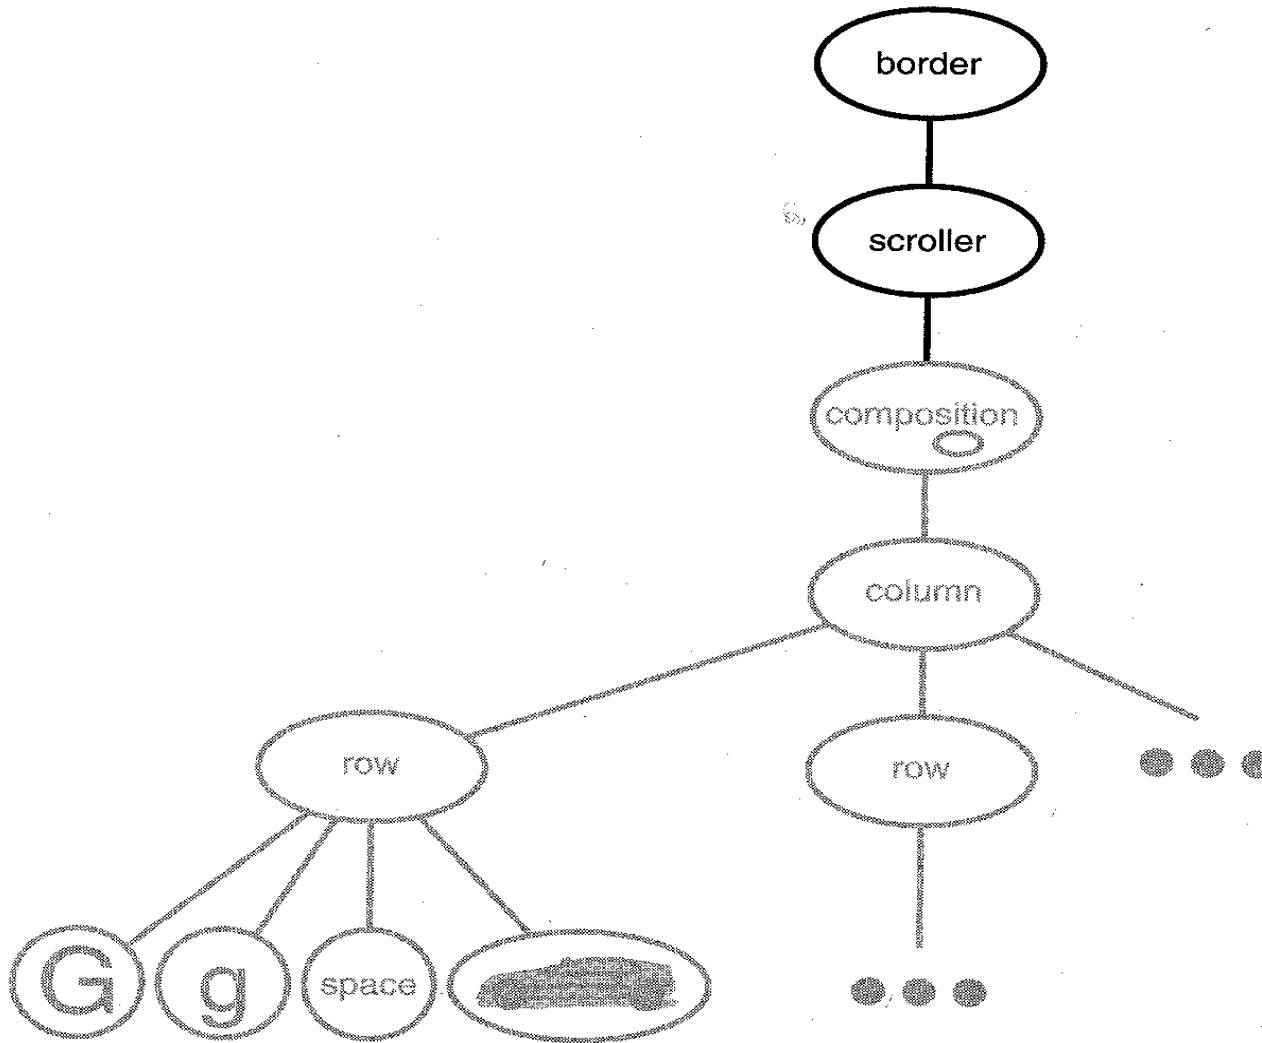 border
scroller
composition
column
row
row
G g space